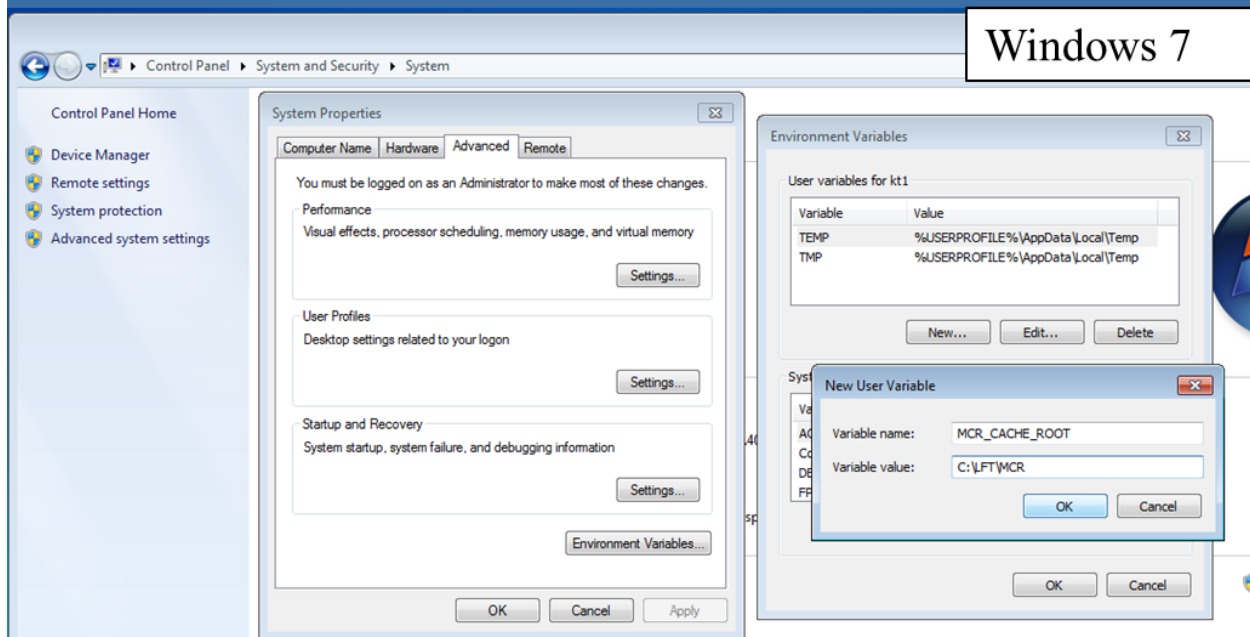 Windows 7
Control Panel ▸ System and Security ▸ System
Control Panel Home
Device Manager
Remote settings
System protection
Advanced system settings
System Properties
Computer Name Hardware Advanced Remote
You must be logged on as an Administrator to make most of these changes.
Performance
Visual effects, processor scheduling, memory usage, and virtual memory
Settings...
User Profiles
Desktop settings related to your logon
Settings...
Startup and Recovery
System startup, system failure, and debugging information
Settings...
Environment Variables...
OK Cancel Apply
Environment Variables
User variables for kt1
Variable Value
TEMP %USERPROFILE%\AppData\Local\Temp
TMP %USERPROFILE%\AppData\Local\Temp
New... Edit... Delete
New User Variable
Variable name: MCR_CACHE_ROOT
Variable value: C:\LFT\MCR
OK Cancel
OK Cancel